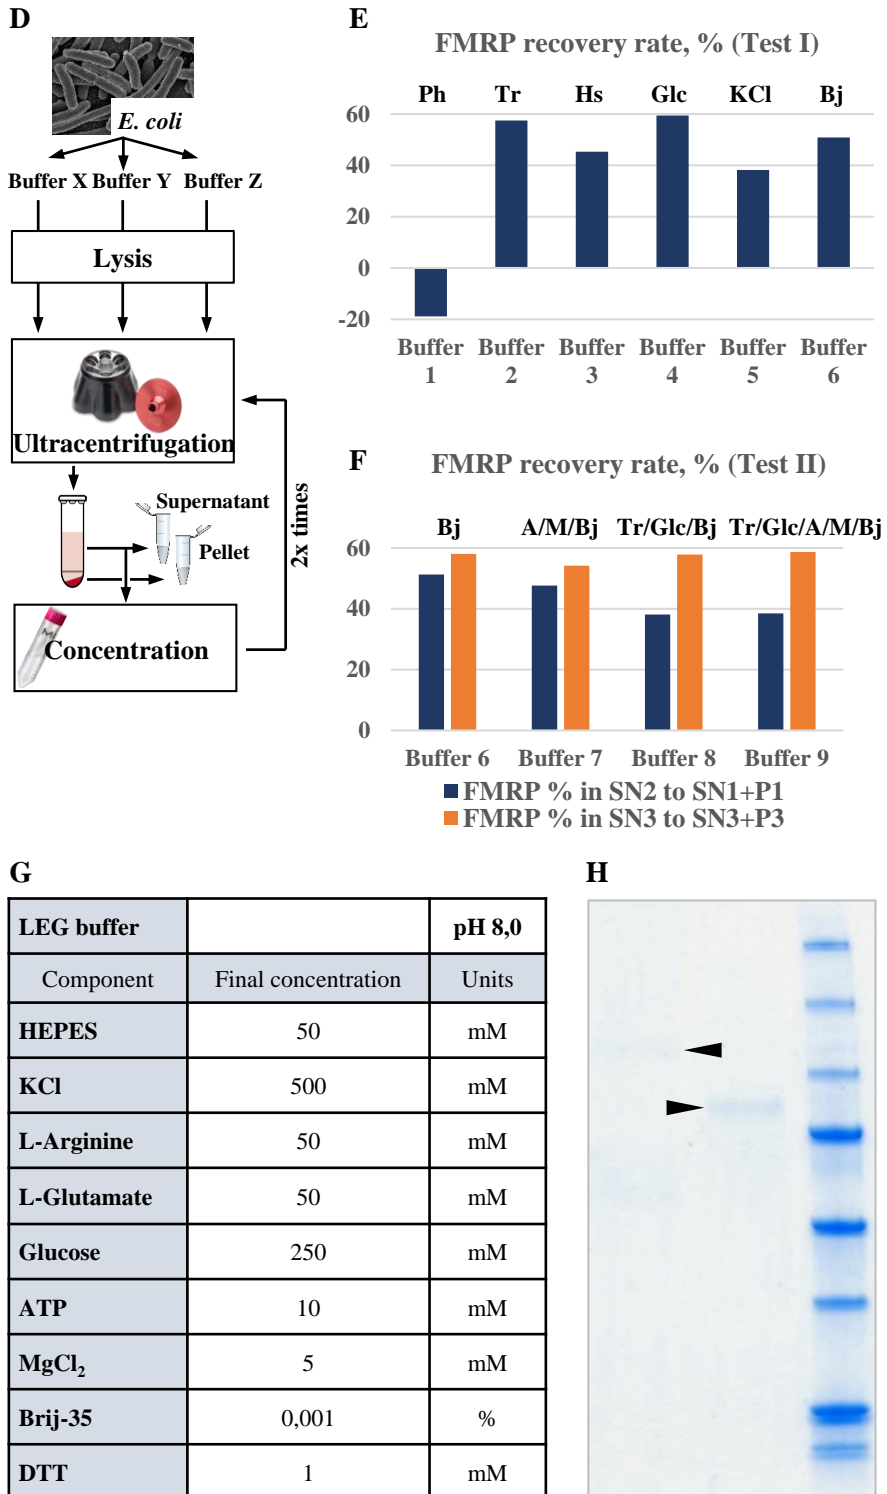 D
E. coli
Buffer X Buffer Y Buffer Z
Lysis
Ultracentrifugation
Supernatant
Pellet
2x times
Concentration
E
FMRP recovery rate, % (Test I)
Ph Tr Hs Glc KCl Bj
60
40
20
0
-20
Buffer 1 Buffer 2 Buffer 3 Buffer 4 Buffer 5 Buffer 6
F
FMRP recovery rate, % (Test II)
Bj A/M/Bj Tr/Glc/Bj Tr/Glc/A/M/Bj
60
40
20
0
Buffer 6 Buffer 7 Buffer 8 Buffer 9
FMRP % in SN2 to SN1+P1
FMRP % in SN3 to SN3+P3
G
LEG buffer pH 8,0
Component Final concentration Units
HEPES 50 mM
KCl 500 mM
L-Arginine 50 mM
L-Glutamate 50 mM
Glucose 250 mM
ATP 10 mM
MgCl₂ 5 mM
Brij-35 0,001 %
DTT 1 mM
H